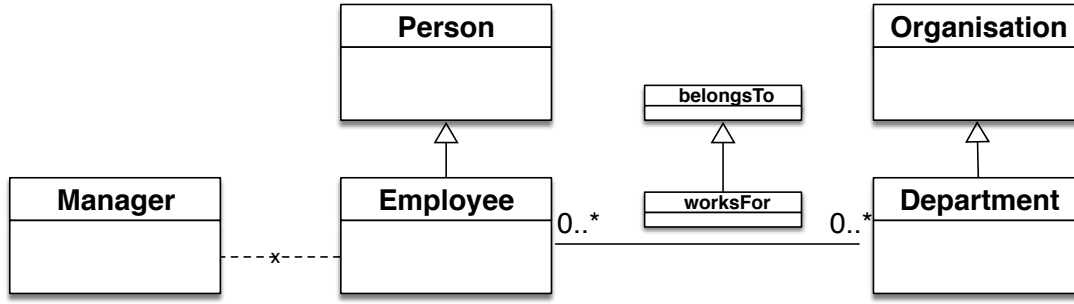 Person
Organisation
belongsTo
Manager
Employee
worksFor
Department
0..*
0..*
x